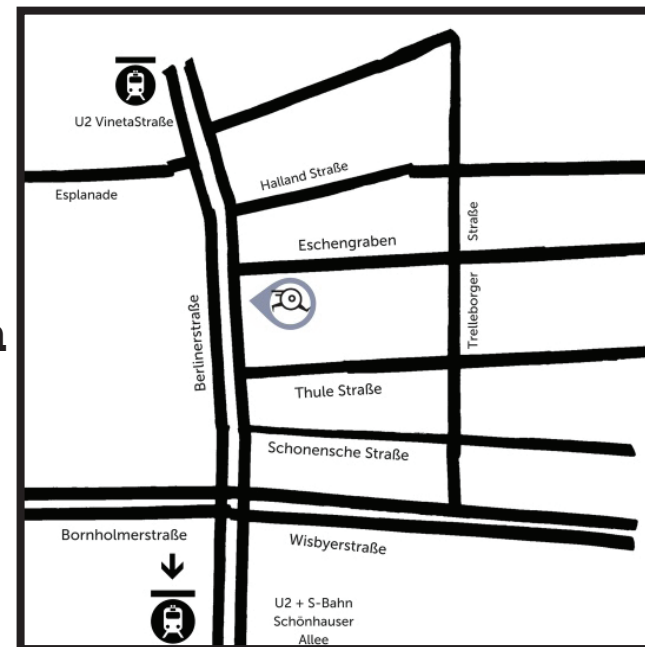 U2 VinetaStraße
Esplanade
Halland Straße
Eschengraben
Straße
Trelleborger
Berlinerstraße
Thule Straße
Schonensche Straße
Bornholmerstraße
Wisbyerstraße
U2 + S-Bahn
Schönhauser
Allee